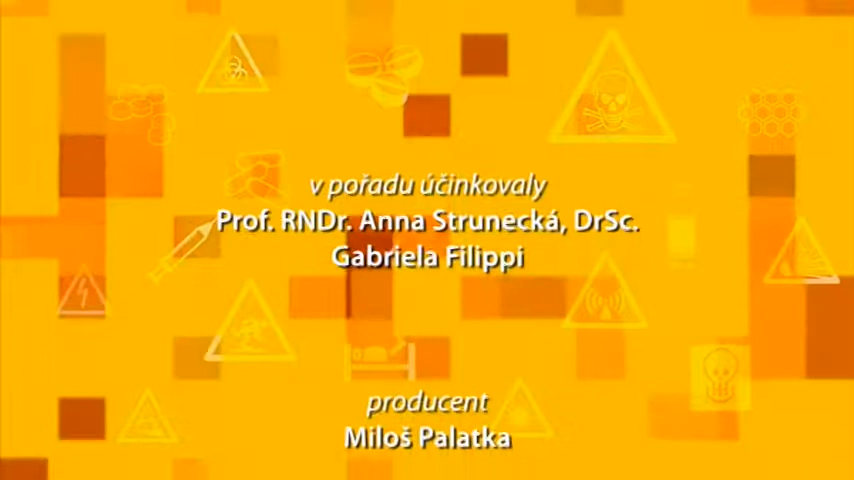 v pořadu účinkovaly
Prof. RNDr. Anna Strunecká, DrSc.
Gabriela Filippi
producent
Miloš Palatka